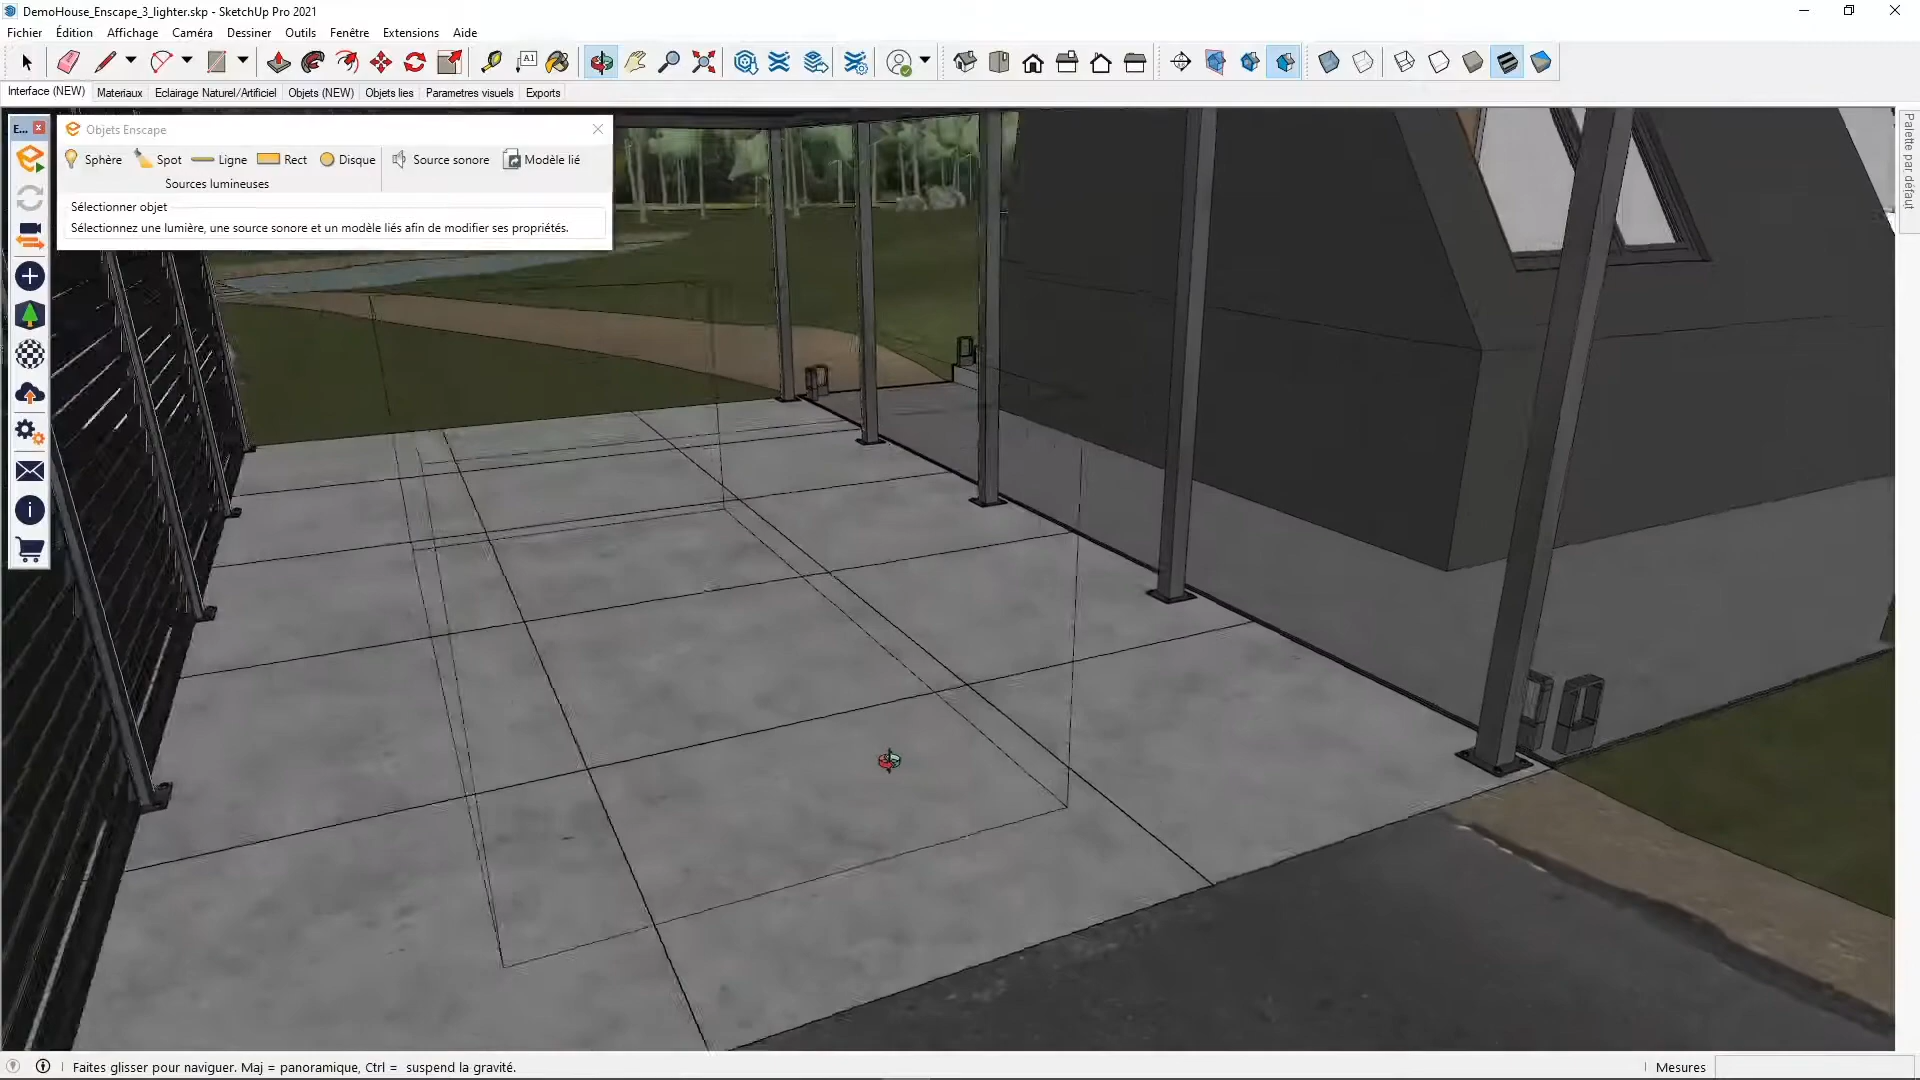 DemoHouse_Enscape_3_lighter.skp - SketchUp Pro 2021
Fichier Édition Affichage Caméra Dessiner Outils Fenêtre Extensions Aide
A1
Interface (NEW) Materiaux Eclairage Naturel/Artificiel Objets (NEW) Objets lies Parametres visuels Exports
E...
Objets Enscape
Sphère Spot Ligne Rect Disque Source sonore Modèle lié
Sources lumineuses
Sélectionner objet
Sélectionnez une lumière, une source sonore et un modèle liés afin de modifier ses propriétés.
Palette par défaut
Faites glisser pour naviguer. Maj = panoramique, Ctrl = suspend la gravité.
Mesures